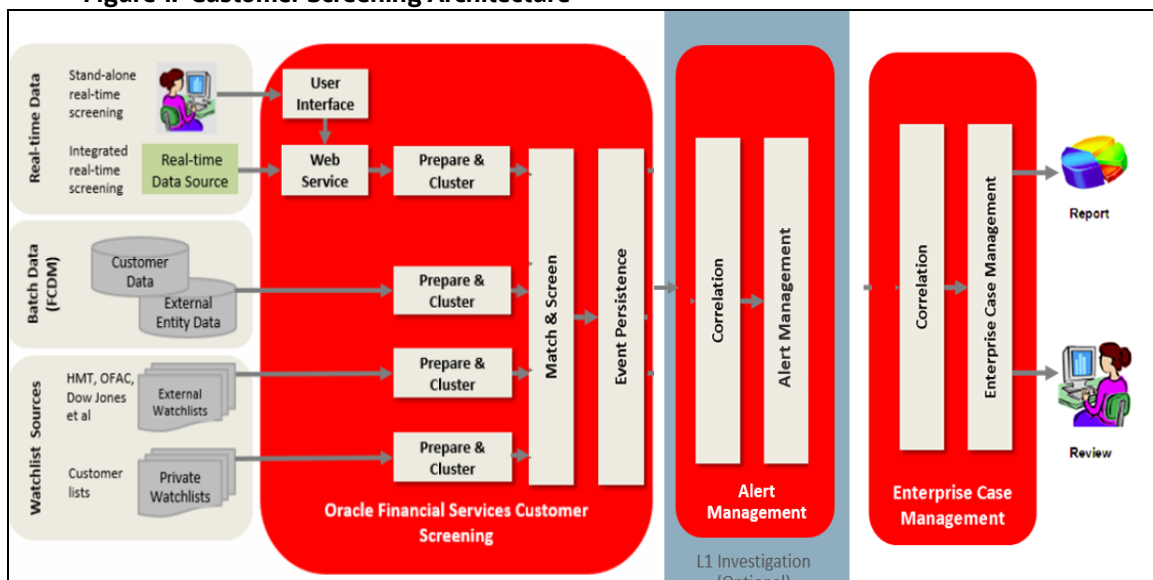 Figure 4. Customer Screening Architecture
Real-time Data
Stand-alone
real-time
screening
Integrated
real-time
screening
Real-time
Data Source
User
Interface
Web
Service
Prepare &
Cluster
Batch Data
(FCDM)
Customer
Data
External
Entity Data
Prepare &
Cluster
Watchlist Sources
HMT, OFAC,
Dow Jones
et al
External
Watchlists
Prepare &
Cluster
Customer
lists
Private
Watchlists
Prepare &
Cluster
Match & Screen
Event Persistence
Oracle Financial Services Customer
Screening
Correlation
Alert Management
Alert
Management
L1 Investigation
(Optional)
Correlation
Enterprise Case Management
Enterprise Case
Management
Report
Review